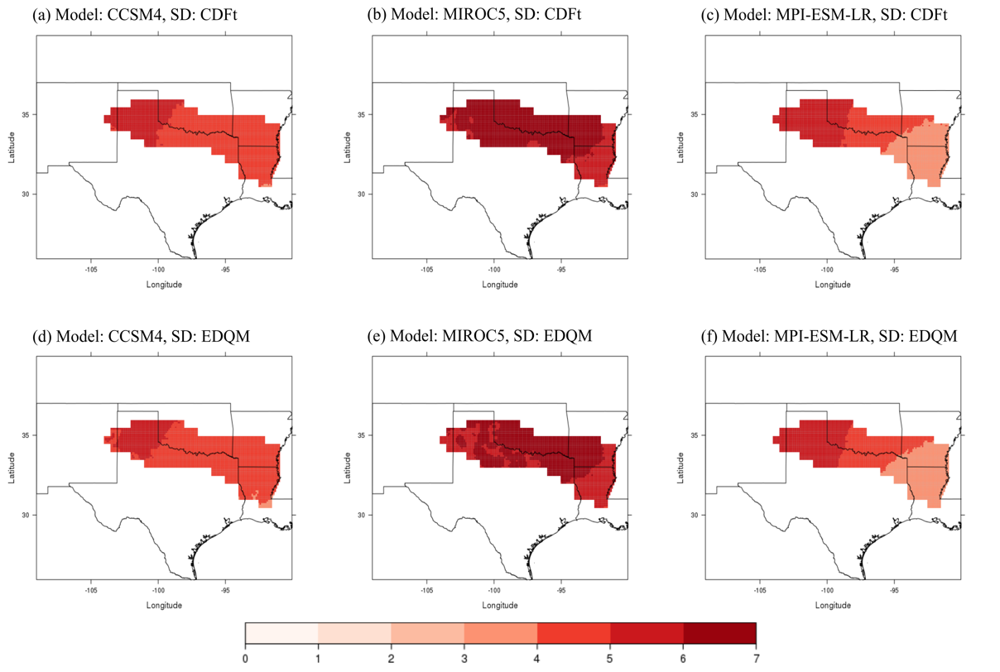 (a) Model: CCSM4, SD: CDFt
(b) Model: MIROC5, SD: CDFt
(c) Model: MPI-ESM-LR, SD: CDFt
35
30
Latitude
-105 -100 -95
Longitude
35
30
Latitude
-105 -100 -95
Longitude
35
30
Latitude
-105 -100 -95
Longitude
(d) Model: CCSM4, SD: EDQM
(e) Model: MIROC5, SD: EDQM
(f) Model: MPI-ESM-LR, SD: EDQM
35
30
Latitude
-105 -100 -95
Longitude
35
30
Latitude
-105 -100 -95
Longitude
35
30
Latitude
-105 -100 -95
Longitude
0 1 2 3 4 5 6 7